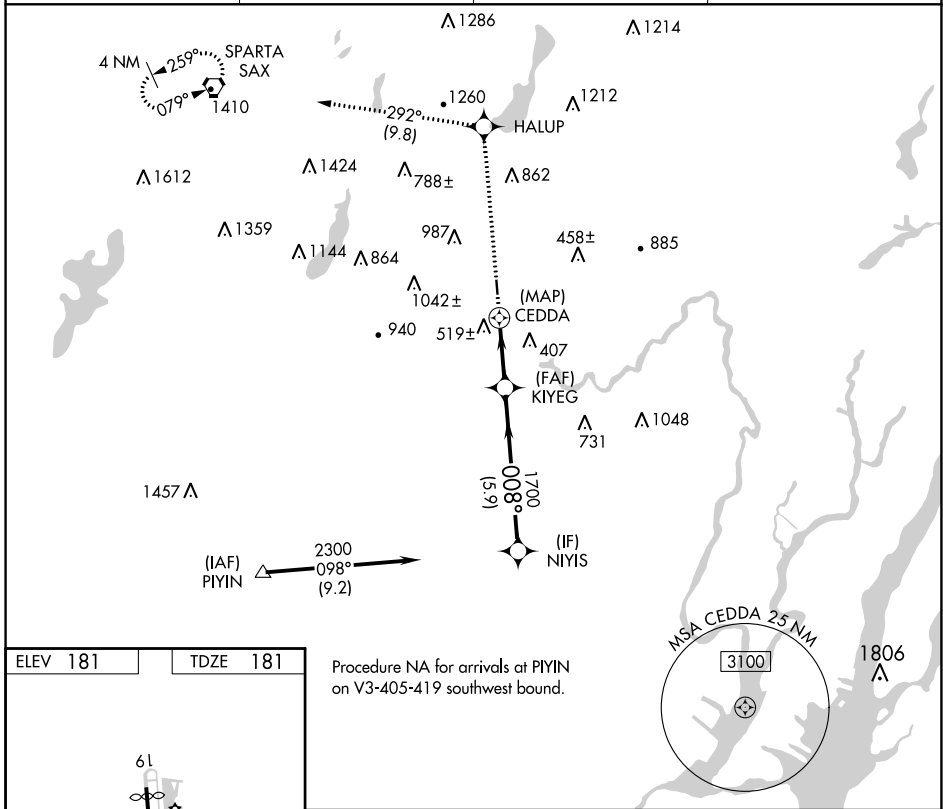 1286
1214
SPARTA
SAX
4 NM
259°
079°
1410
1260
1212
292°
(9.8)
HALUP
1424
788±
862
1612
1359
987
458±
885
1144
864
1042±
(MAP)
CEDDA
940
519±
407
(FAF)
KIYEG
731
1048
1700
008°
(5.9)
1457
(IF)
NIYIS
(IAF)
PIYIN
2300
098°
(9.2)
MSA CEDDA 25 NM
3100
1806
ELEV 181
TDZE 181
Procedure NA for arrivals at PIYIN
on V3-405-419 southwest bound.
19